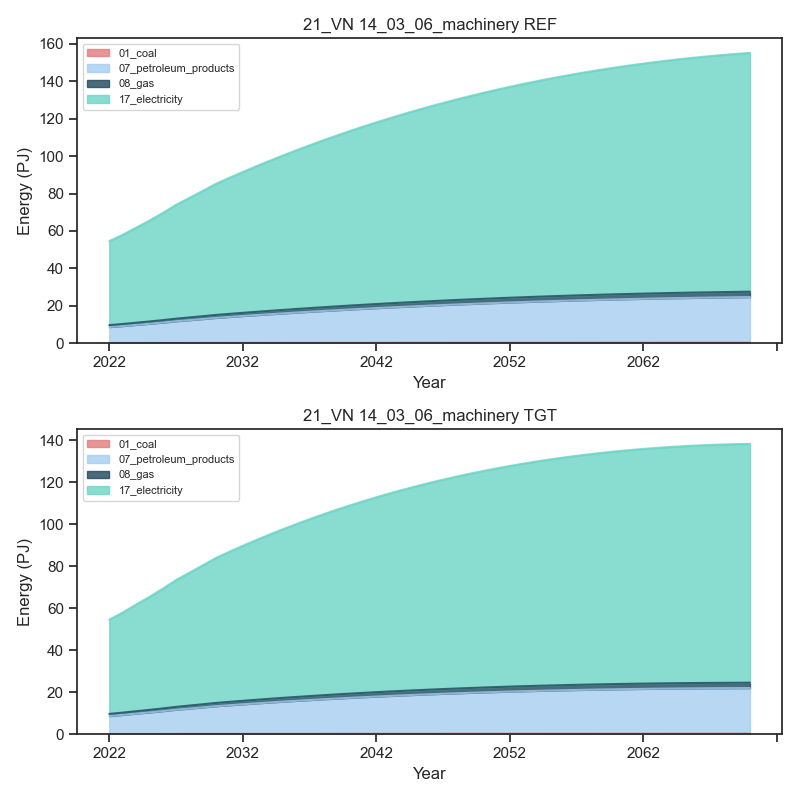 21_VN 14_03_06_machinery REF
160
140
120
100
80
60
40
20
0
Energy (PJ)
01_coal
07_petroleum_products
08_gas
17_electricity
2022 2032 2042 2052 2062
Year
21_VN 14_03_06_machinery TGT
140
120
100
80
60
40
20
0
Energy (PJ)
01_coal
07_petroleum_products
08_gas
17_electricity
2022 2032 2042 2052 2062
Year